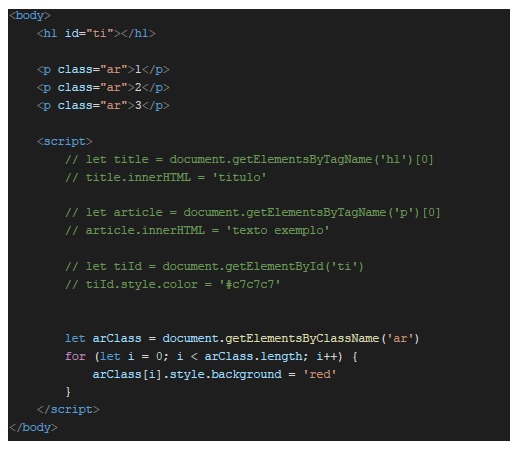 <body>
<h1 id="ti"></h1>
<p class="ar">1</p>
<p class="ar">2</p>
<p class="ar">3</p>
<script>
// let title = document.getElementsByTagName('h1')[0]
// title.innerHTML = 'titulo'
// let article = document.getElementsByTagName('p')[0]
// article.innerHTML = 'texto exemplo'
// let tiId = document.getElementById('ti')
// tiId.style.color = '#c7c7c7'
let arClass = document.getElementsByClassName('ar')
for (let i = 0; i < arClass.length; i++) {
arClass[i].style.background = 'red'
}
</script>
</body>